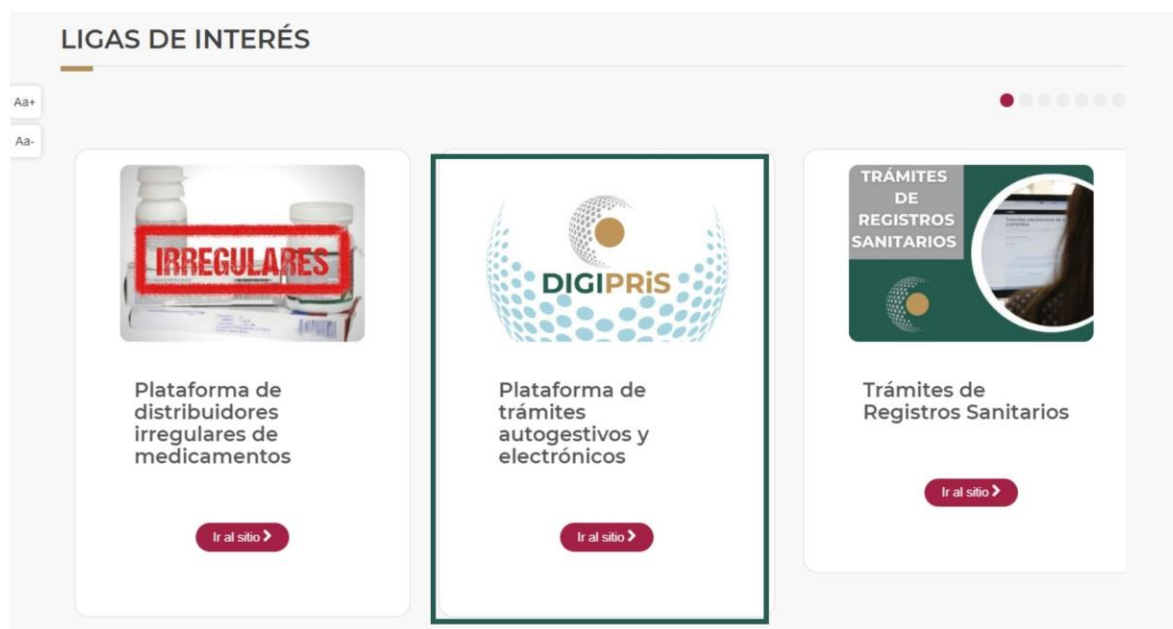 LIGAS DE INTERÉS
Aa+
Aa-
IRREGULARES
Plataforma de
distribuidores
irregulares de
medicamentos
Ir al sitio
DIGIPRiS
Plataforma de
trámites
autogestivos y
electrónicos
Ir al sitio
TRÁMITES
DE
REGISTROS
SANITARIOS
Trámites de
Registros Sanitarios
Ir al sitio